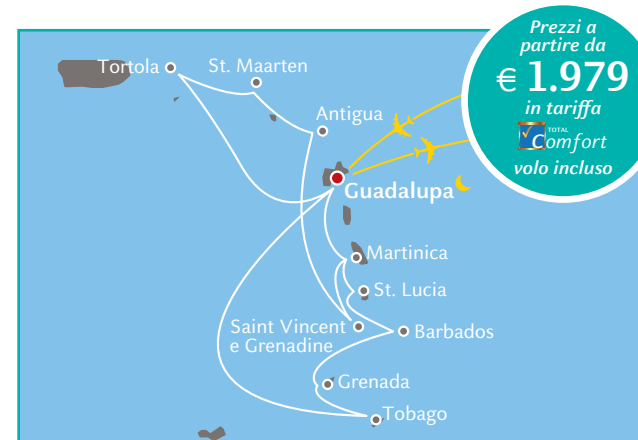 Prezzi a
partire da
€ 1.979
in tariffa
TOTAL
Comfort
volo incluso
Tortola
St. Maarten
Antigua
Guadalupa
Martinica
St. Lucia
Saint Vincent
e Grenadine
Barbados
Grenada
Tobago